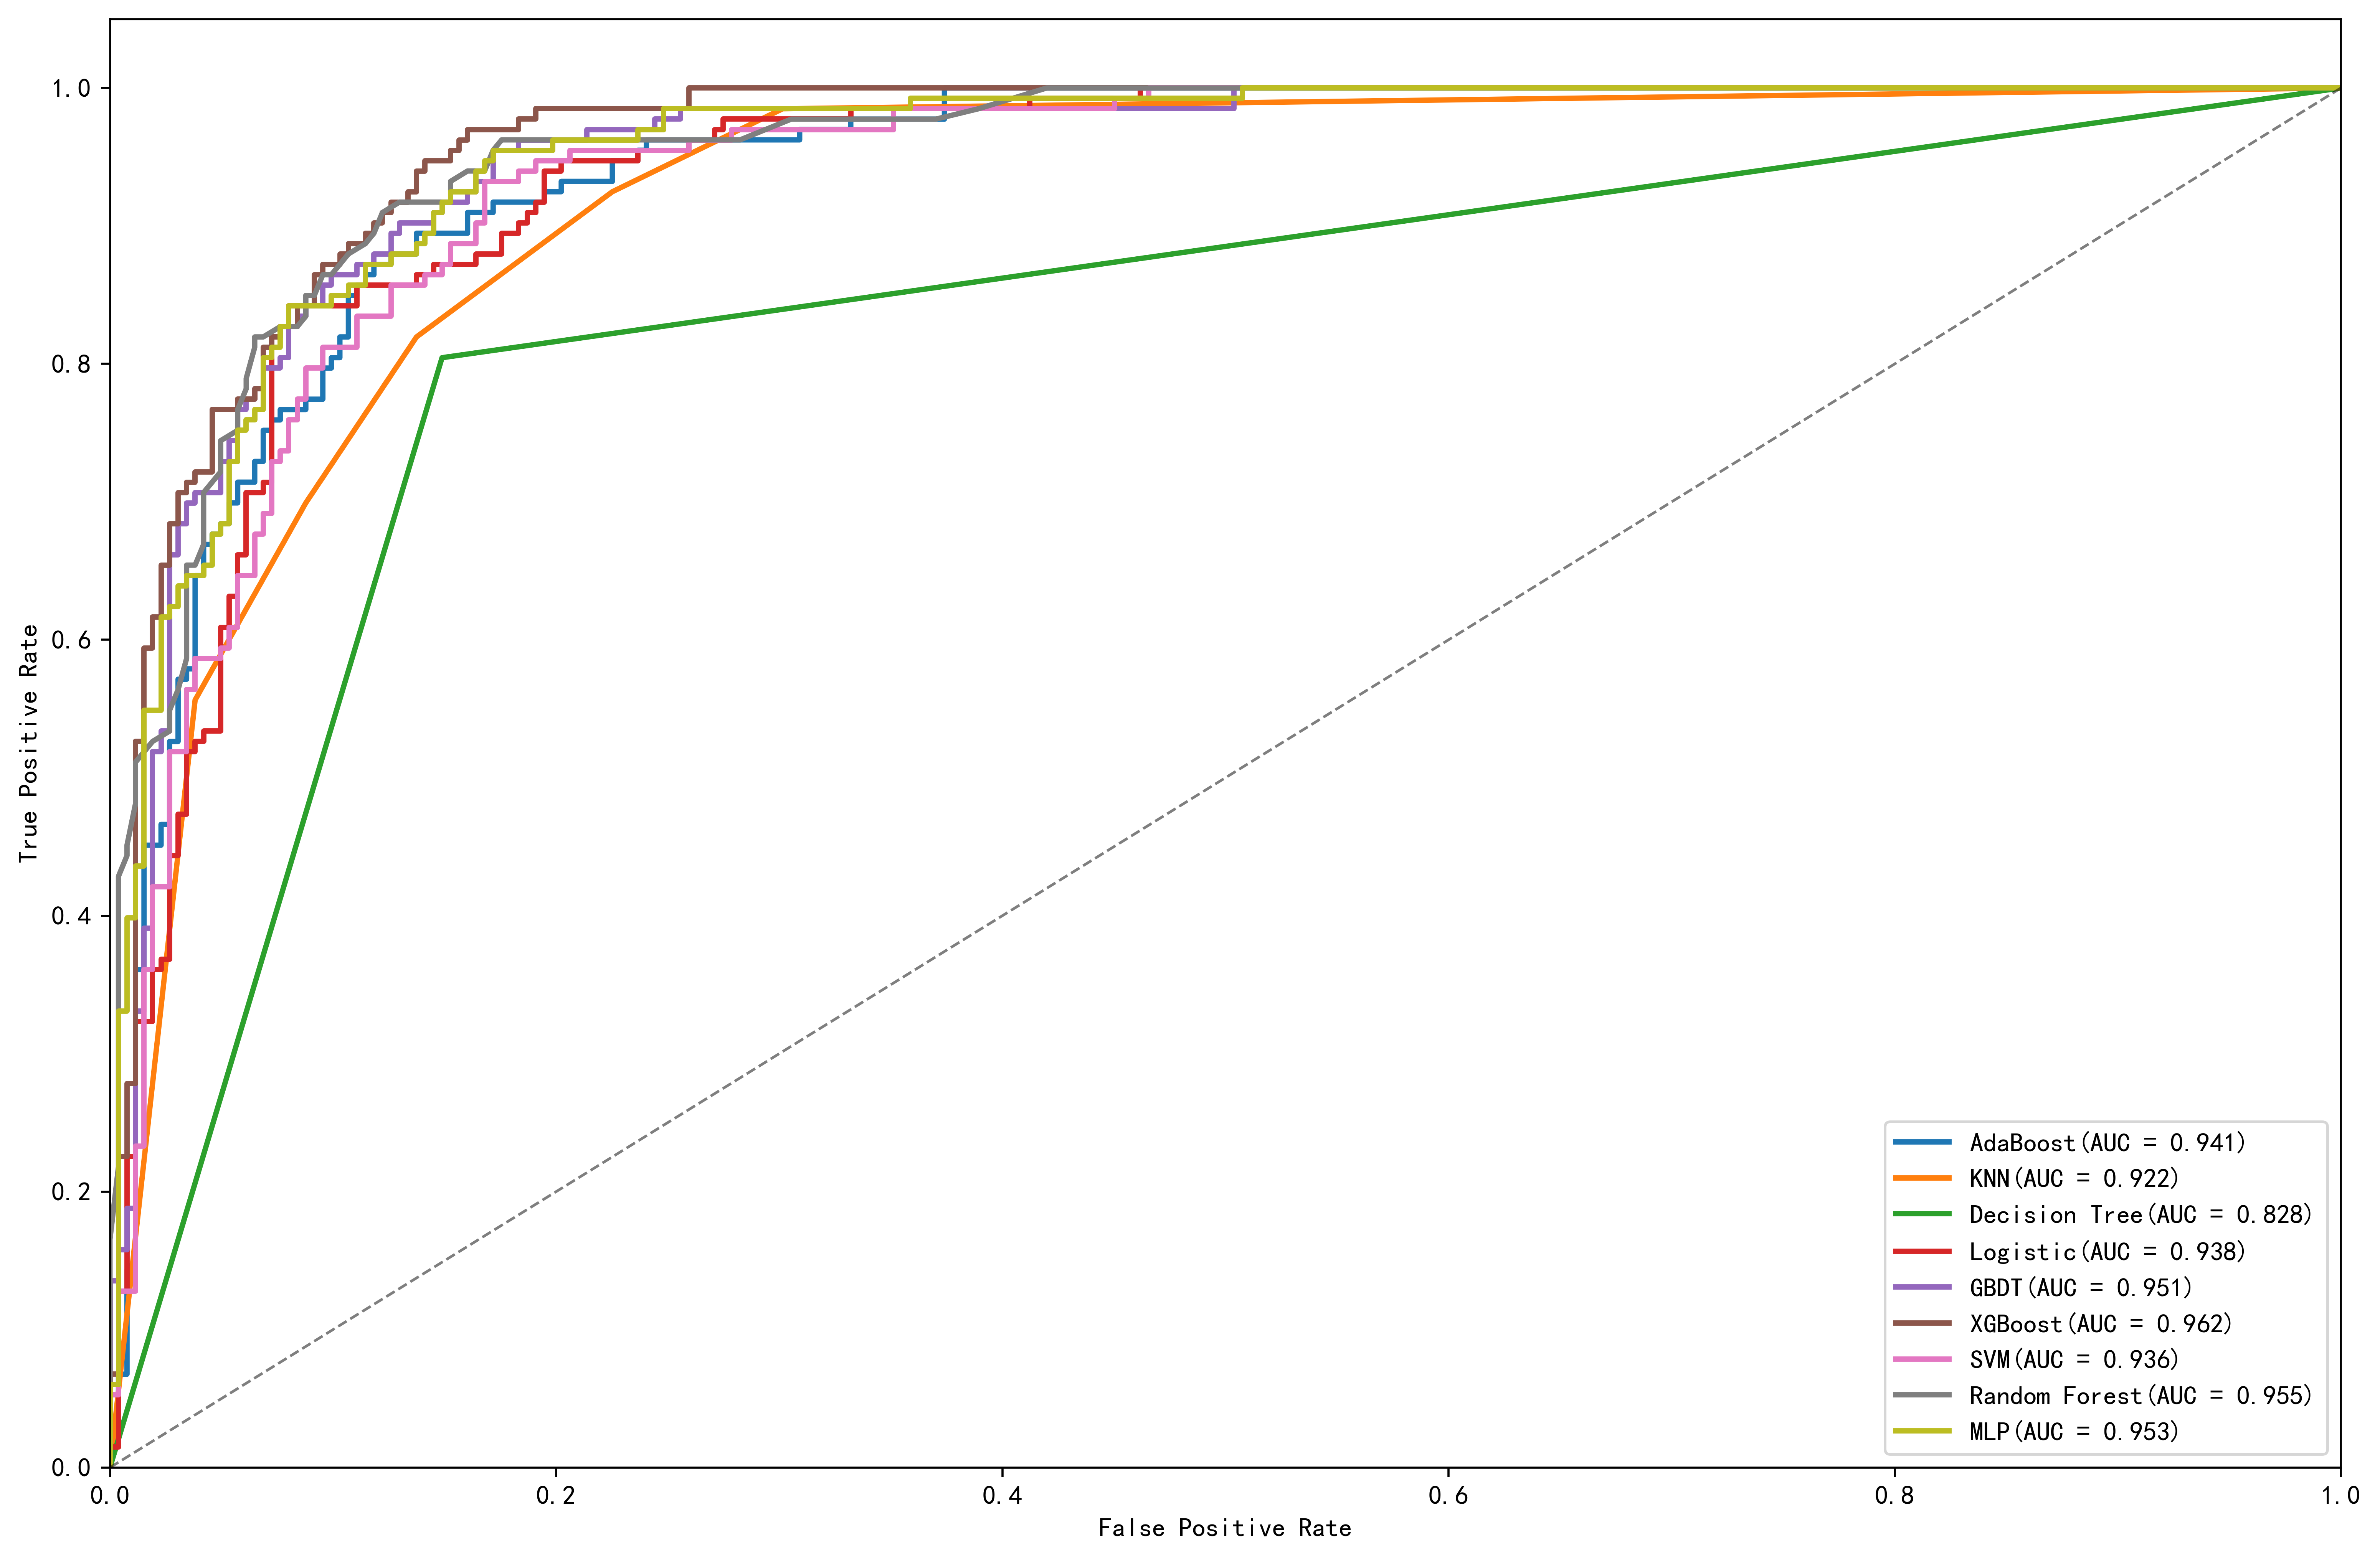 1.0
0.8
0.6
0.4
0.2
0.0
True Positive Rate
0.0 0.2 0.4 0.6 0.8 1.0
False Positive Rate
AdaBoost(AUC = 0.941)
KNN(AUC = 0.922)
Decision Tree(AUC = 0.828)
Logistic(AUC = 0.938)
GBDT(AUC = 0.951)
XGBoost(AUC = 0.962)
SVM(AUC = 0.936)
Random Forest(AUC = 0.955)
MLP(AUC = 0.953)